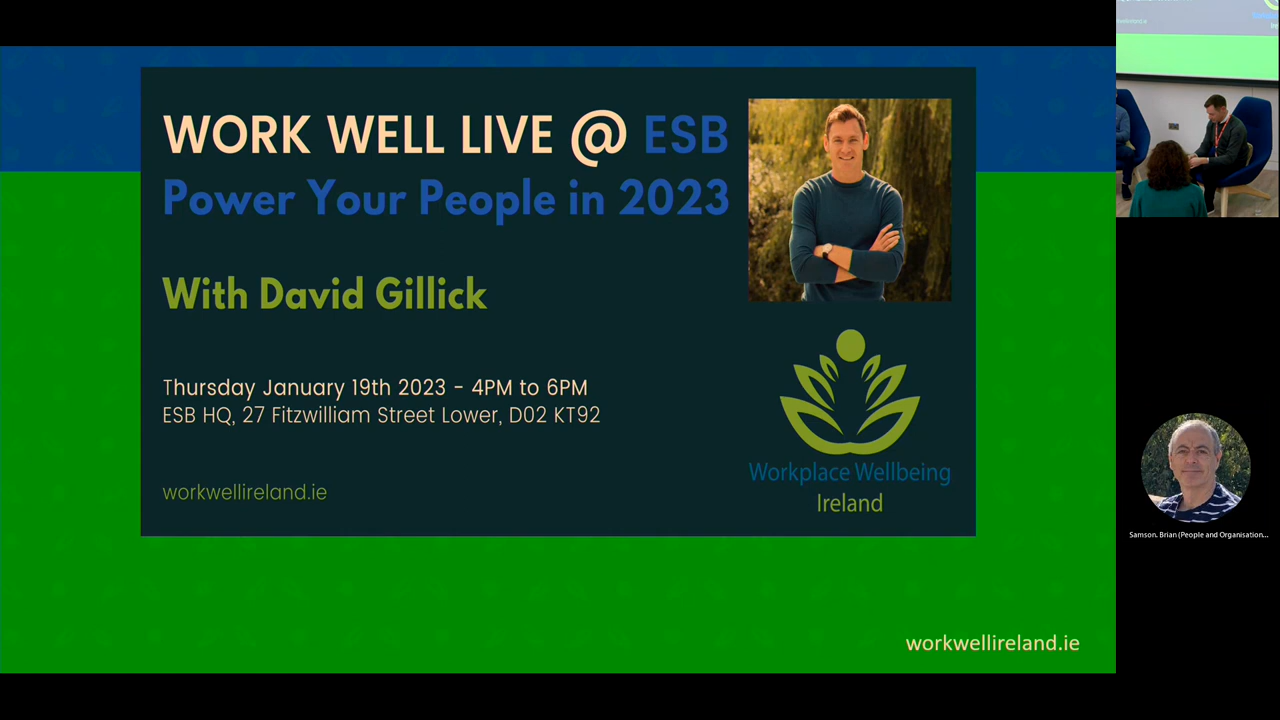 WORK WELL LIVE @ ESB
Power Your People in 2023
With David Gillick
Thursday January 19th 2023 - 4PM to 6PM
ESB HQ, 27 Fitzwilliam Street Lower, D02 KT92
workwellireland.ie
Workplace Wellbeing
Ireland
workwellireland.ie
Samson. Brian (People and Organisation...